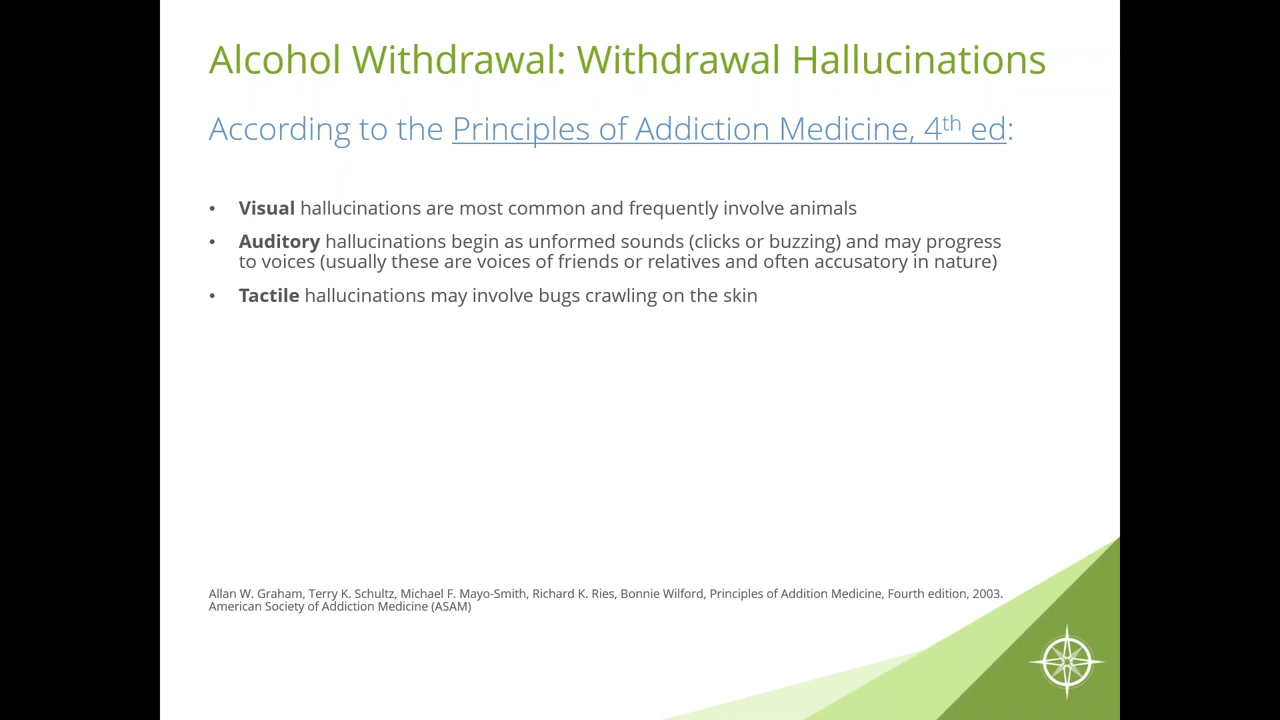 Alcohol Withdrawal: Withdrawal Hallucinations
According to the Principles of Addiction Medicine, 4th ed:
• Visual hallucinations are most common and frequently involve animals
• Auditory hallucinations begin as unformed sounds (clicks or buzzing) and may progress
to voices (usually these are voices of friends or relatives and often accusatory in nature)
• Tactile hallucinations may involve bugs crawling on the skin
Allan W. Graham, Terry K. Schultz, Michael F. Mayo-Smith, Richard K. Ries, Bonnie Wilford, Principles of Addition Medicine, Fourth edition, 2003.
American Society of Addiction Medicine (ASAM)